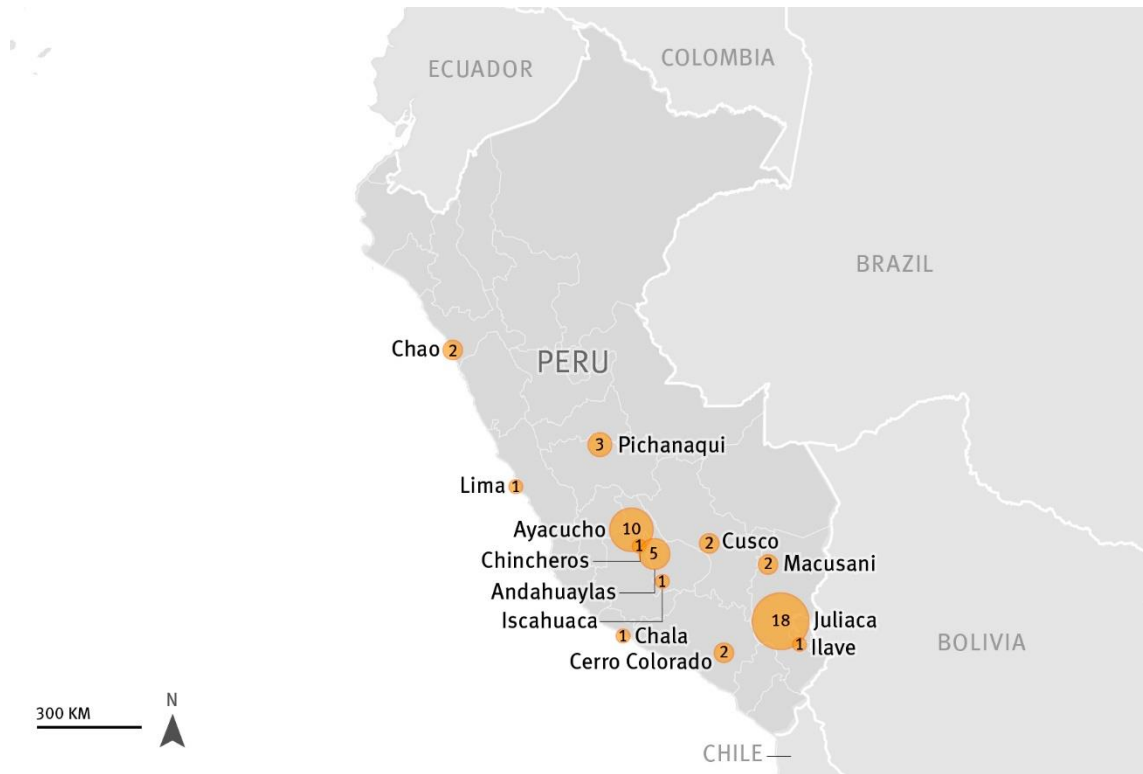 COLOMBIA
ECUADOR
BRAZIL
Chao 2
PERU
3 Pichanaqui
Lima 1
Ayacucho 10
Chincheros 1
5
Andahuaylas
2 Cusco
2 Macusani
1
Iscahuaca
18 Juliaca
1 Ilave
1 Chala
Cerro Colorado 2
BOLIVIA
N
300 KM
CHILE